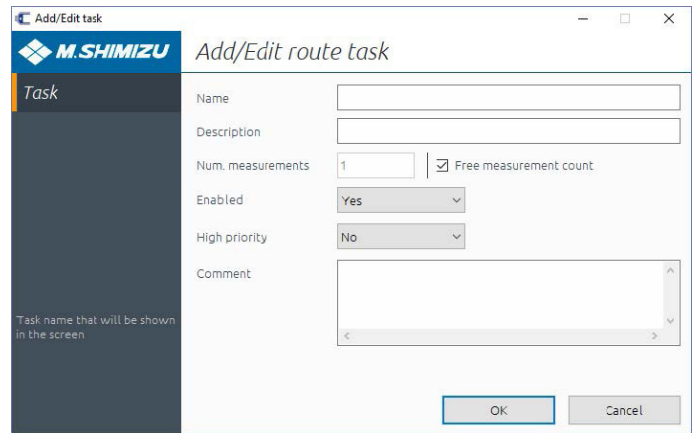 Add/Edit task
M.SHIMIZU
Add/Edit route task
Task
Name
Description
Num. measurements 1 Free measurement count
Enabled Yes
High priority No
Comment
Task name that will be shown
in the screen
OK Cancel